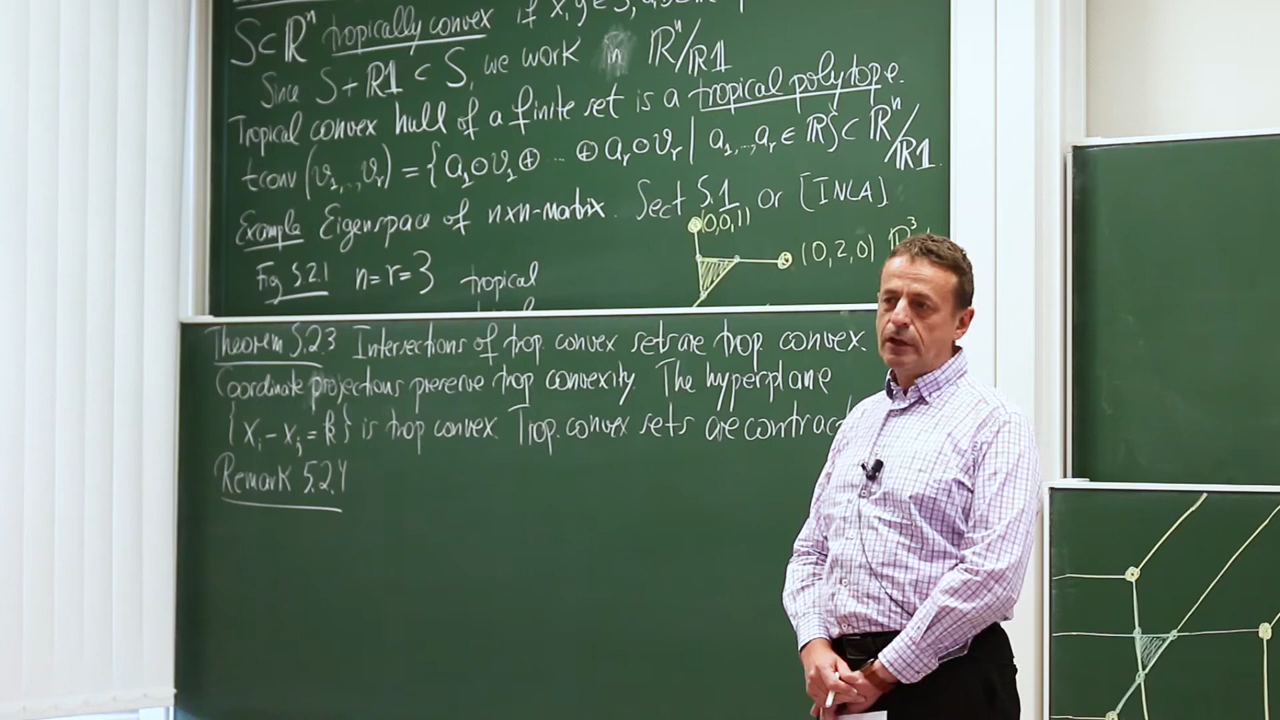 S⊂ℝⁿ tropically convex if x,y∈S,
Since S+ℝ𝟙 ⊂ S, we work in ℝⁿ/ℝ𝟙
Tropical convex hull of a finite set is a tropical polytope.
tconv(v₁,..,vᵣ) = {a₁⊙v₁⊕ ... ⊕aᵣ⊙vᵣ | a₁,..,aᵣ ∈ ℝ} ⊂ ℝⁿ/ℝ𝟙.
Example Eigenspace of n×n-matrix. Sect 5.1 or [INLA]
(0,0,1)
(0,2,0) ℝ³/
Fig 5.2.1 n=r=3 tropical
Theorem 5.2.3 Intersections of trop. convex sets are trop. convex.
Coordinate projections preserve trop convexity. The hyperplane
{x_i - x_j = k} is trop convex. Trop. convex sets are contrac
Remark 5.2.4